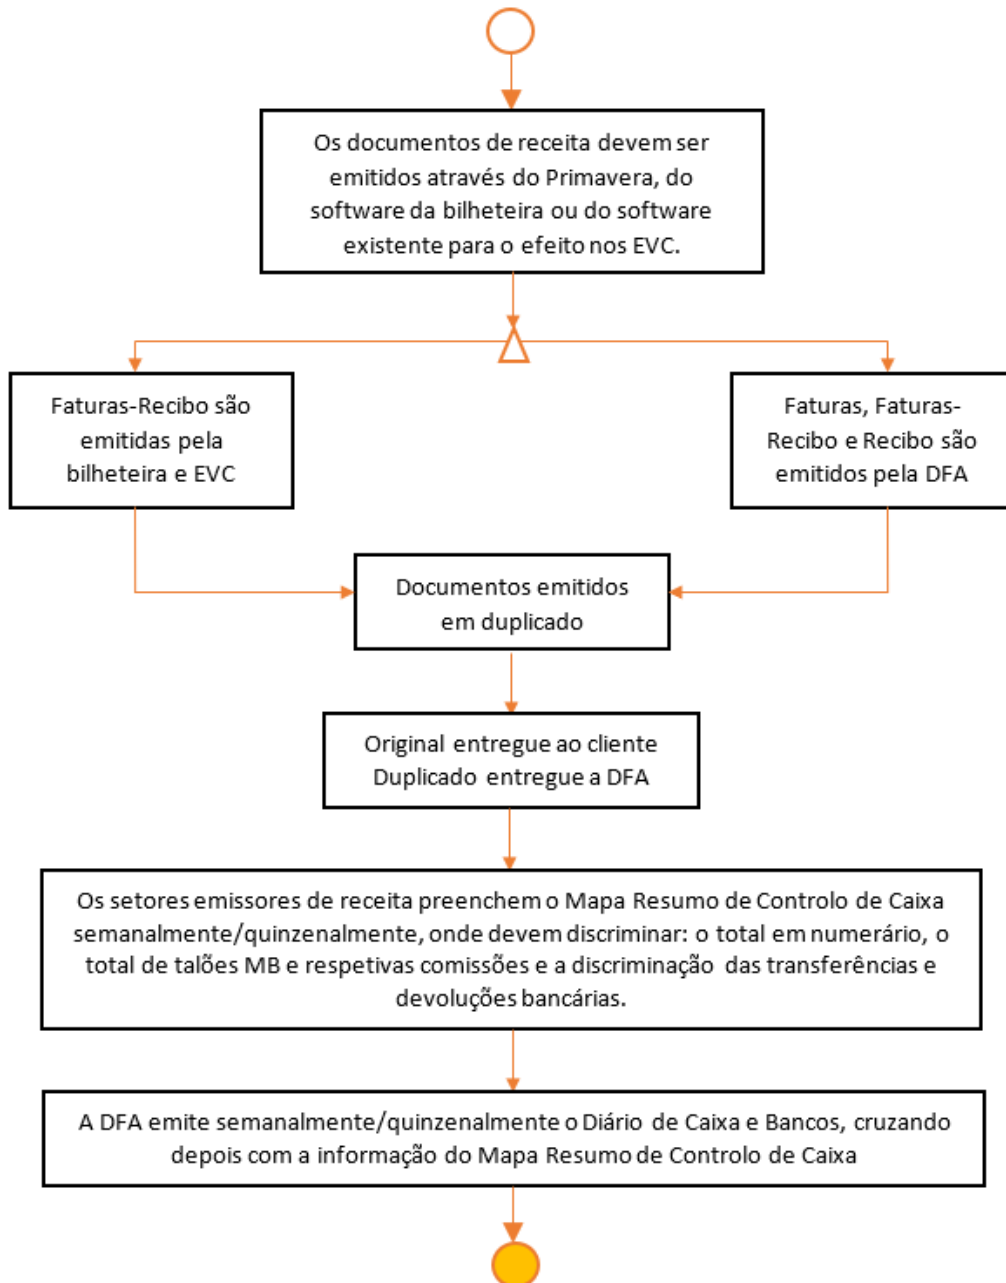 Os documentos de receita devem ser
emitidos através do Primavera, do
software da bilheteira ou do software
existente para o efeito nos EVC.
Faturas-Recibo são
emitidas pela
bilheteira e EVC
Faturas, Faturas-
Recibo e Recibo são
emitidos pela DFA
Documentos emitidos
em duplicado
Original entregue ao cliente
Duplicado entregue a DFA
Os setores emissores de receita preenchem o Mapa Resumo de Controlo de Caixa
semanalmente/quinzenalmente, onde devem discriminar: o total em numerário, o
total de talões MB e respetivas comissões e a discriminação das transferências e
devoluções bancárias.
A DFA emite semanalmente/quinzenalmente o Diário de Caixa e Bancos, cruzando
depois com a informação do Mapa Resumo de Controlo de Caixa